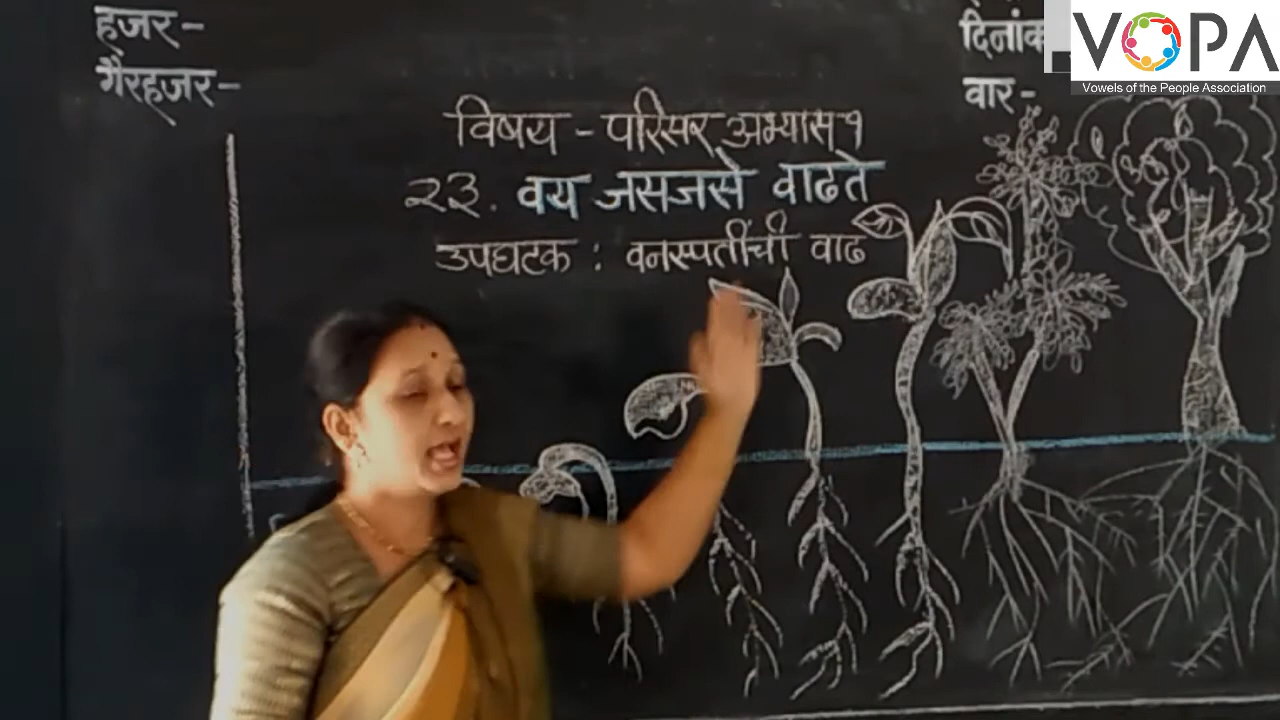 हजर-
गैरहजर-
दिनांक
वार-
VOPA
Vowels of the People Association
विषय - परिसर अभ्यास १
२३. वय जसजसे वाढते
उपघटक : वनस्पतींची वाढ